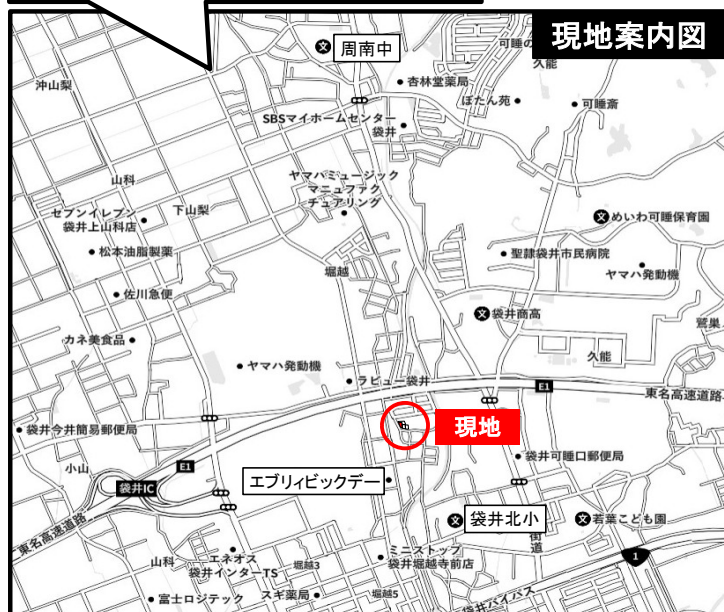 現地案内図
周南中
可睡の
久能
沖山梨
杏林堂薬局
ぼたん苑
可睡斎
SBSマイホームセンター
袋井
山科
ヤマハミュージック
マニュファク
チュアリング
セブンイレブン
袋井上山科店
下山梨
めいわ可睡保育園
松本油脂製薬
聖隷袋井市民病院
堀越
ヤマハ発動機
佐川急便
袋井商高
鷲巣
カネ美食品
久能
ヤマハ発動機
ラビュー袋井
E1
東名高速道路
現地
袋井今井簡易郵便局
小山
E1
袋井可睡口郵便局
袋井IC
エブリィビックデー
袋井北小
若葉こども園
東名高速道路
街道
山科
エネオス
袋井インターTS
堀越3
ミニストップ
袋井堀越寺前店
1
富士ロジテック
スギ薬局
堀越5
袋井バイパス